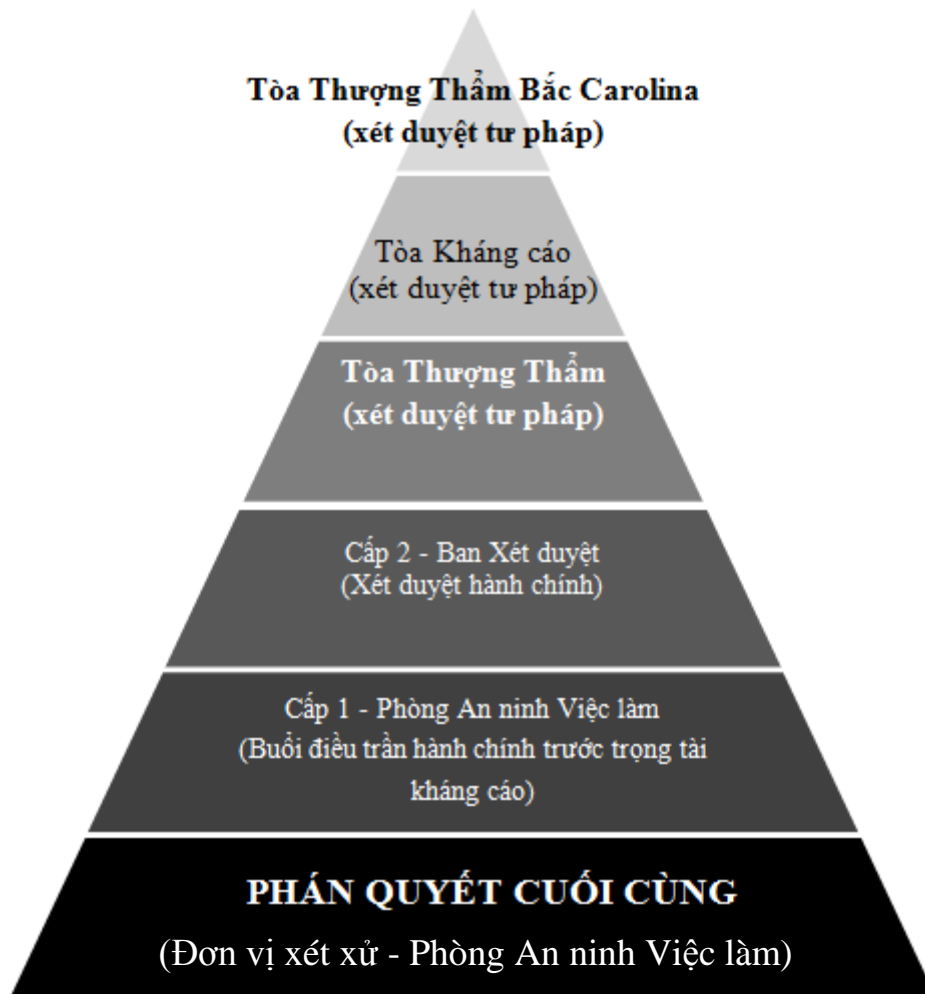 Tòa Thượng Thẩm Bắc Carolina
(xét duyệt tư pháp)
Tòa Kháng cáo
(xét duyệt tư pháp)
Tòa Thượng Thẩm
(xét duyệt tư pháp)
Cấp 2 - Ban Xét duyệt
(Xét duyệt hành chính)
Cấp 1 - Phòng An ninh Việc làm
(Buổi điều trần hành chính trước trọng tài
kháng cáo)
PHÁN QUYẾT CUỐI CÙNG
(Đơn vị xét xử - Phòng An ninh Việc làm)